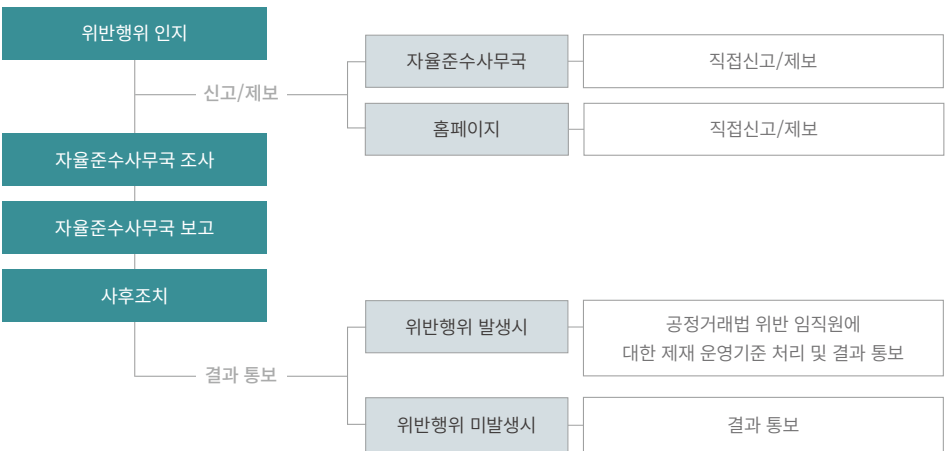 위반행위 인지
신고/제보
자율준수사무국
직접신고/제보
홈페이지
직접신고/제보
자율준수사무국 조사
자율준수사무국 보고
사후조치
결과 통보
위반행위 발생시
공정거래법 위반 임직원에
대한 제재 운영기준 처리 및 결과 통보
위반행위 미발생시
결과 통보